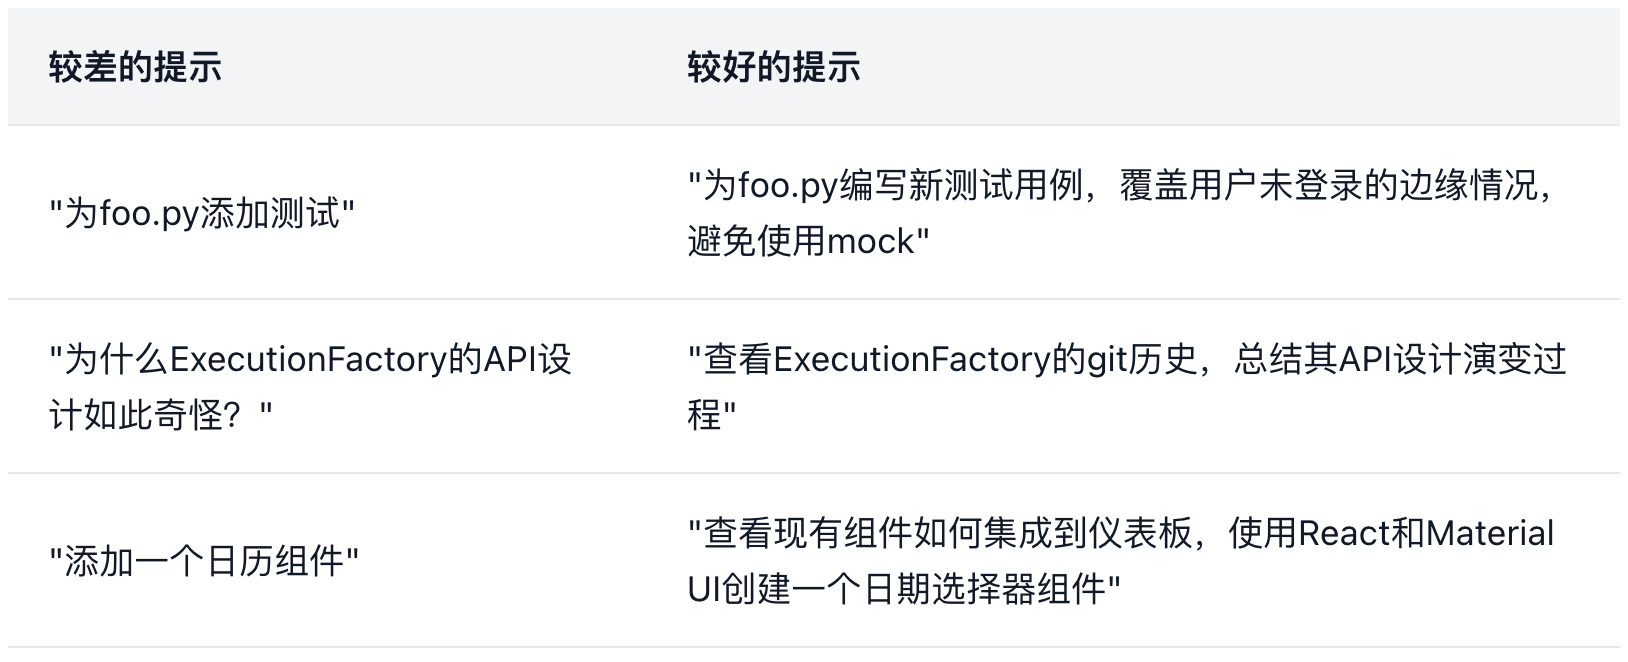 较差的提示
较好的提示
"为foo.py添加测试"
"为foo.py编写新测试用例，覆盖用户未登录的边缘情况，
避免使用mock"
"为什么ExecutionFactory的API设
计如此奇怪？"
"查看ExecutionFactory的git历史，总结其API设计演变过
程"
"添加一个日历组件"
"查看现有组件如何集成到仪表板，使用React和Material
UI创建一个日期选择器组件"